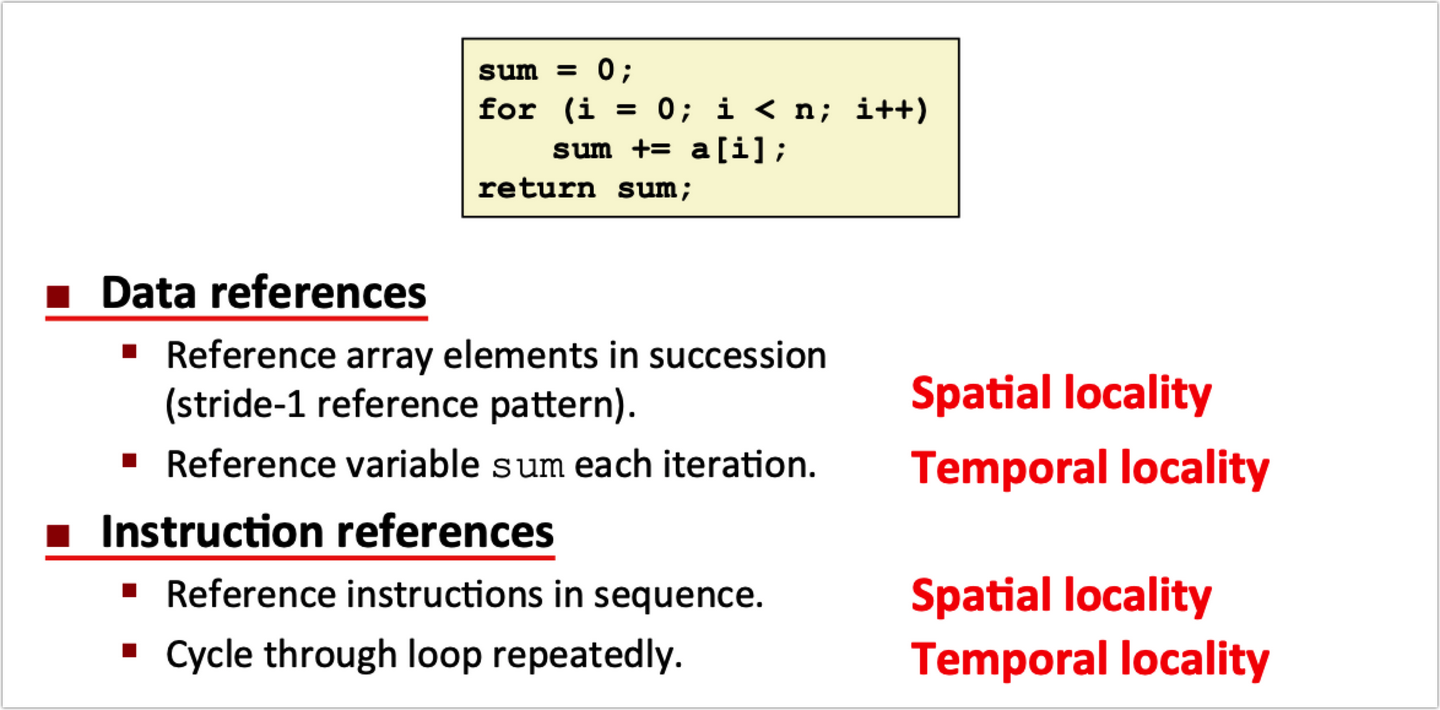 sum = 0;
for (i = 0; i < n; i++)
    sum += a[i];
return sum;
■ Data references
▪ Reference array elements in succession
(stride-1 reference pattern).
Spatial locality
▪ Reference variable sum each iteration.
Temporal locality
■ Instruction references
▪ Reference instructions in sequence.
Spatial locality
▪ Cycle through loop repeatedly.
Temporal locality